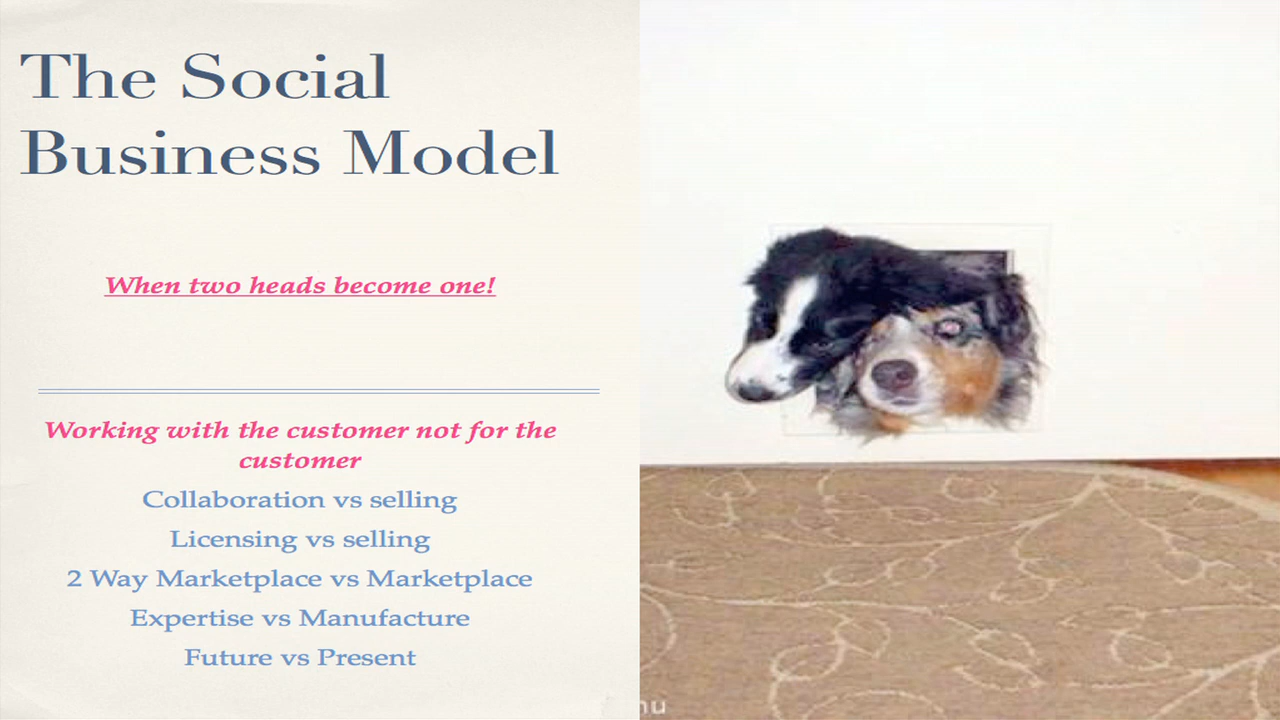 The Social
Business Model
When two heads become one!
Working with the customer not for the
customer
Collaboration vs selling
Licensing vs selling
2 Way Marketplace vs Marketplace
Expertise vs Manufacture
Future vs Present